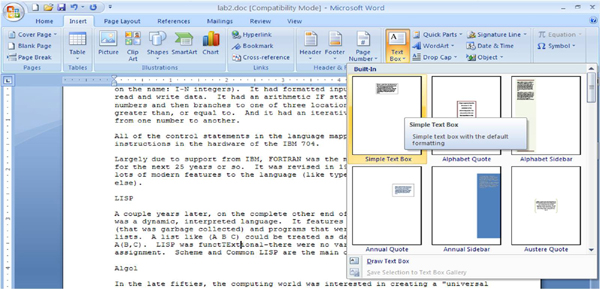 lab2.doc [Compatibility Mode] - Microsoft Word
Home Insert Page Layout References Mailings Review View
Cover Page
Blank Page
Page Break
Pages
Table
Tables
Picture Clip Art Shapes SmartArt Chart
Illustrations
Hyperlink
Bookmark
Cross-reference
Links
Header Footer Page Number
Header & F
Text Box
Quick Parts
WordArt
Drop Cap
Signature Line
Date & Time
Object
Equation
Symbol
on the name: I-N integers). It had formatted inpu
read and write data. It had an arithmetic IF stat
numbers and then branches to one of three location
greater than, or equal to. And it had an iterativ
from one number to another.
All of the control statements in the language mapp
instructions in the hardware of the IBM 704.
Largely due to support from IBM, FORTRAN was the m
for the next 25 years or so. It was revised in 19
lots of modern features to the language (like type
else).
LISP
A couple years later, on the complete other end of
was a dynamic, interpreted language. It features
(that was garbage collected) and programs that wer
lists. A list like (A B C) could be treated as da
A(B,C). LISP was functTExtional-there were no var
assignment. Scheme and Common LISP are the main d
Algol
In the late fifties, the computing world was interested in creating a "universal
Built-In
Simple Text Box
Alphabet Quote
Alphabet Sidebar
Simple Text Box
Simple text box with the default
formatting
Annual Quote
Annual Sidebar
Austere Quote
Draw Text Box
Save Selection to Text Box Gallery